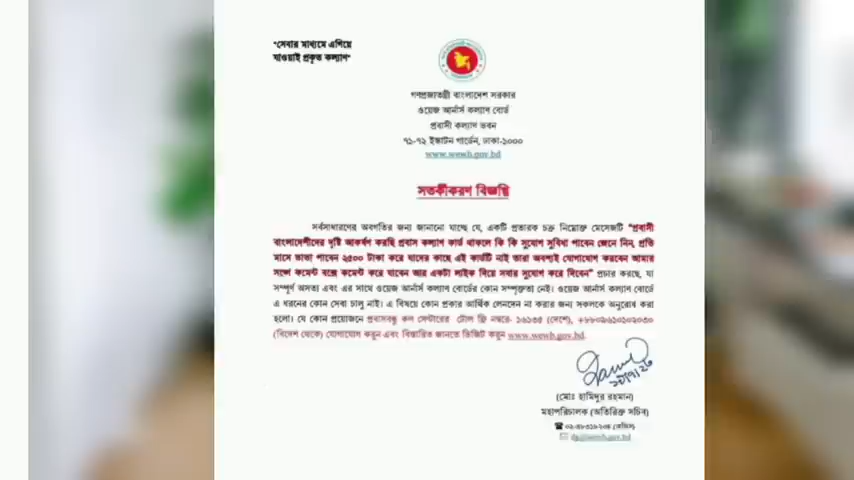 "সেবার মাধ্যমে এগিয়ে
যাওয়াই প্রকৃত কল্যাণ"
গণপ্রজাতন্ত্রী বাংলাদেশ সরকার
ওয়েজ আর্নার্স কল্যাণ বোর্ড
প্রবাসী কল্যাণ ভবন
৭১-৭২ ইস্কাটন গার্ডেন, ঢাকা-১০০০
www.wewb.gov.bd
সতর্কীকরণ বিজ্ঞপ্তি
সর্বসাধারণের অবগতির জন্য জানানো যাচ্ছে যে, একটি প্রতারক চক্র নিম্নোক্ত মেসেজটি "প্রবাসী
বাংলাদেশীদের দৃষ্টি আকর্ষণ করছি প্রবাস কল্যাণ কার্ড থাকলে কি কি সুযোগ সুবিধা পাবেন জেনে নিন, প্রতি
মাসে ভাতা পাবেন ২৫০০ টাকা করে যাদের কাছে এই কার্ডটি নাই তারা অবশ্যই যোগাযোগ করবেন আমার
সঙ্গে কমেন্ট বক্সে কমেন্ট করে যাবেন আর একটা লাইক দিয়ে সবার সুযোগ করে দিবেন" প্রচার করছে, যা
সম্পূর্ণ অসত্য এবং এর সাথে ওয়েজ আর্নার্স কল্যাণ বোর্ডের কোন সম্পৃক্ততা নেই। ওয়েজ আর্নার্স কল্যাণ বোর্ডে
এ ধরনের কোন সেবা চালু নাই। এ বিষয়ে কোন প্রকার আর্থিক লেনদেন না করার জন্য সকলকে অনুরোধ করা
হলো। যে কোন প্রয়োজনে প্রবাসবন্ধু কল সেন্টারের টোল ফ্রি নম্বরে- ১৬১৩৫ (দেশে), +৮৮০৯৬১০১০২০৩০
(বিদেশ থেকে) যোগাযোগ করুন এবং বিস্তারিত জানতে ভিজিট করুন www.wewb.gov.bd.
(মোঃ হামিদুর রহমান)
মহাপরিচালক (অতিরিক্ত সচিব)